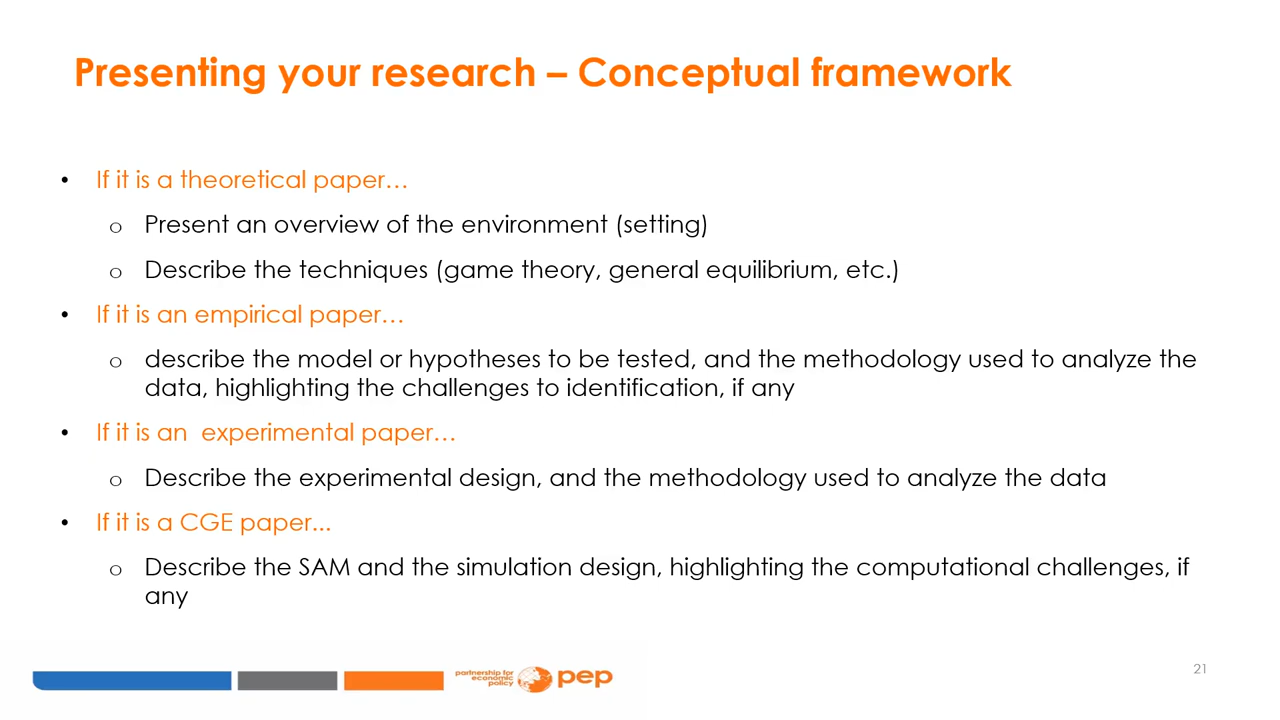 Presenting your research – Conceptual framework
• If it is a theoretical paper…
o Present an overview of the environment (setting)
o Describe the techniques (game theory, general equilibrium, etc.)
• If it is an empirical paper…
o describe the model or hypotheses to be tested, and the methodology used to analyze the
data, highlighting the challenges to identification, if any
• If it is an  experimental paper…
o Describe the experimental design, and the methodology used to analyze the data
• If it is a CGE paper...
o Describe the SAM and the simulation design, highlighting the computational challenges, if
any
partnership for
economic
policy
pep
21